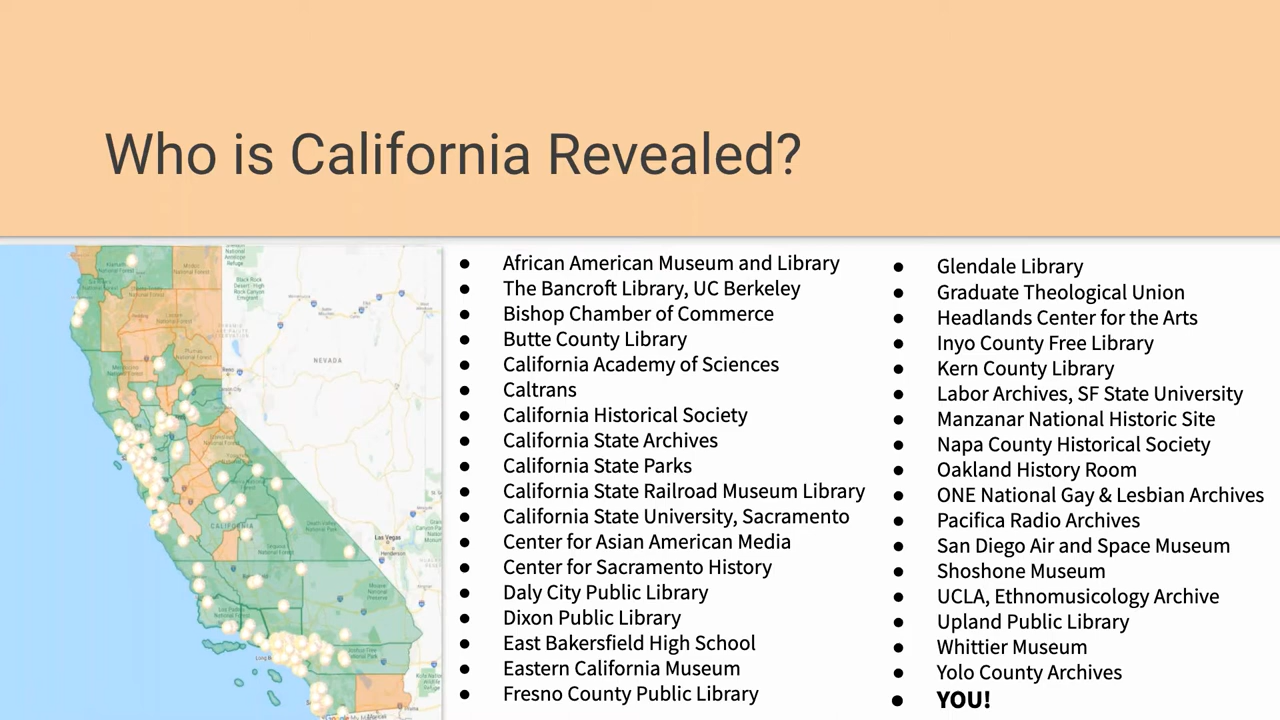 Who is California Revealed?
NEVADA
CALIFORNIA
Las Vegas
● African American Museum and Library
● The Bancroft Library, UC Berkeley
● Bishop Chamber of Commerce
● Butte County Library
● California Academy of Sciences
● Caltrans
● California Historical Society
● California State Archives
● California State Parks
● California State Railroad Museum Library
● California State University, Sacramento
● Center for Asian American Media
● Center for Sacramento History
● Daly City Public Library
● Dixon Public Library
● East Bakersfield High School
● Eastern California Museum
● Fresno County Public Library
● Glendale Library
● Graduate Theological Union
● Headlands Center for the Arts
● Inyo County Free Library
● Kern County Library
● Labor Archives, SF State University
● Manzanar National Historic Site
● Napa County Historical Society
● Oakland History Room
● ONE National Gay & Lesbian Archives
● Pacifica Radio Archives
● San Diego Air and Space Museum
● Shoshone Museum
● UCLA, Ethnomusicology Archive
● Upland Public Library
● Whittier Museum
● Yolo County Archives
● YOU!